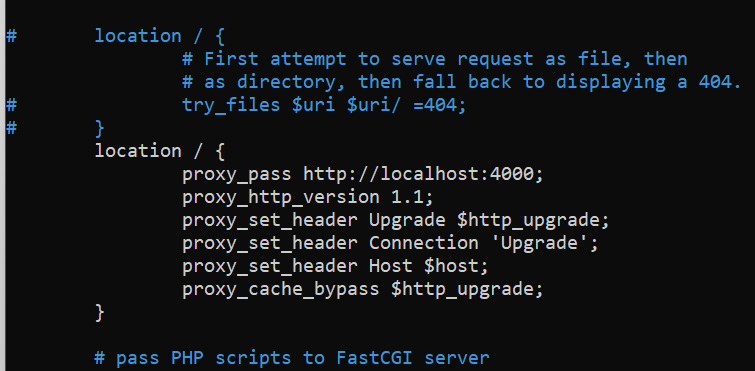 #       location / {
                # First attempt to serve request as file, then
                # as directory, then fall back to displaying a 404.
#               try_files $uri $uri/ =404;
#       }
        location / {
                proxy_pass http://localhost:4000;
                proxy_http_version 1.1;
                proxy_set_header Upgrade $http_upgrade;
                proxy_set_header Connection 'Upgrade';
                proxy_set_header Host $host;
                proxy_cache_bypass $http_upgrade;
        }

        # pass PHP scripts to FastCGI server